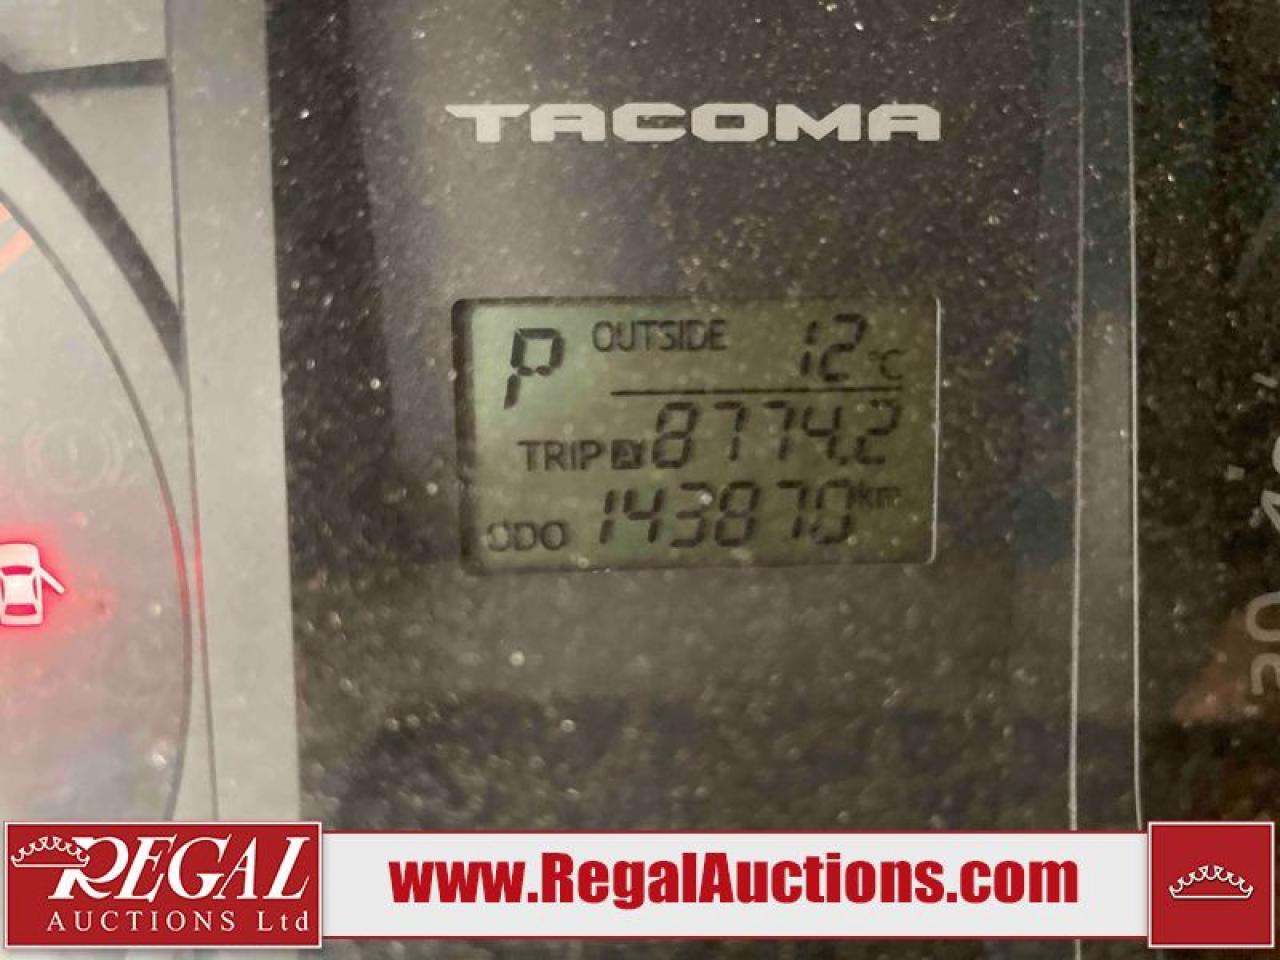 TACOMA
P OUTSIDE 12°C
TRIP A 8774.2
ODO 143870 km
REGAL
AUCTIONS Ltd
www.RegalAuctions.com